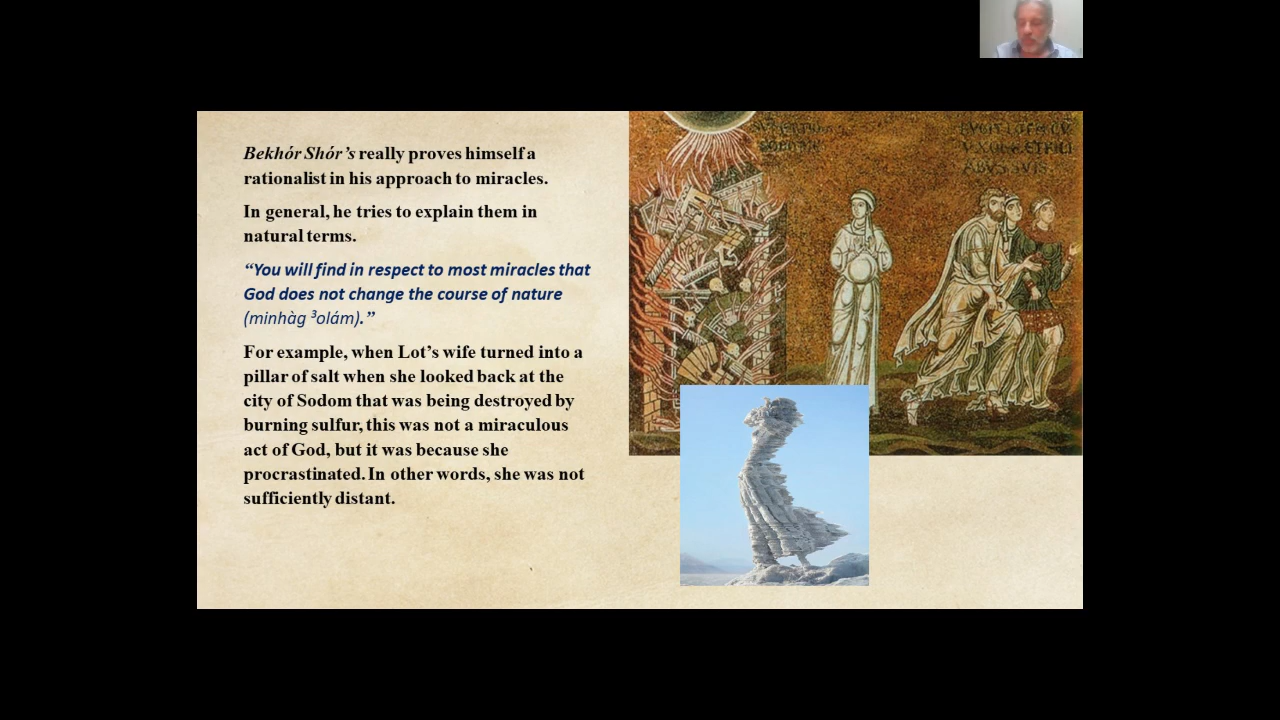 Bekhór Shór’s really proves himself a
rationalist in his approach to miracles.
In general, he tries to explain them in
natural terms.
“You will find in respect to most miracles that
God does not change the course of nature
(minhàg ³olám).”
For example, when Lot’s wife turned into a
pillar of salt when she looked back at the
city of Sodom that was being destroyed by
burning sulfur, this was not a miraculous
act of God, but it was because she
procrastinated. In other words, she was not
sufficiently distant.